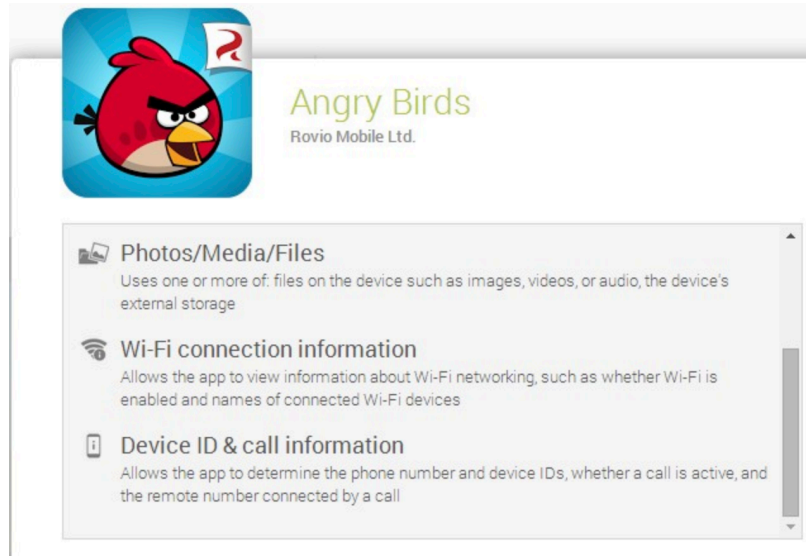 Angry Birds
Rovio Mobile Ltd.
Photos/Media/Files
Uses one or more of: files on the device such as images, videos, or audio, the device's
external storage
Wi-Fi connection information
Allows the app to view information about Wi-Fi networking, such as whether Wi-Fi is
enabled and names of connected Wi-Fi devices
Device ID & call information
Allows the app to determine the phone number and device IDs, whether a call is active, and
the remote number connected by a call